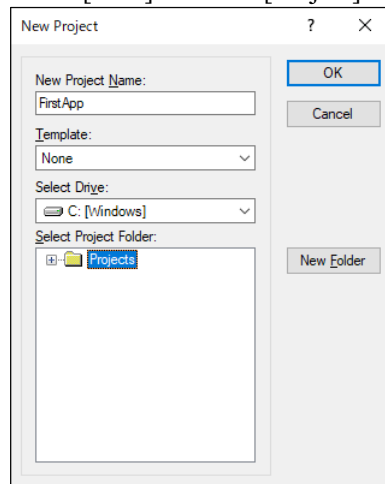 New Project ? ×
New Project Name:
OK
FirstApp
Cancel
Template:
None
Select Drive:
C: [Windows]
Select Project Folder:
Projects
New Folder